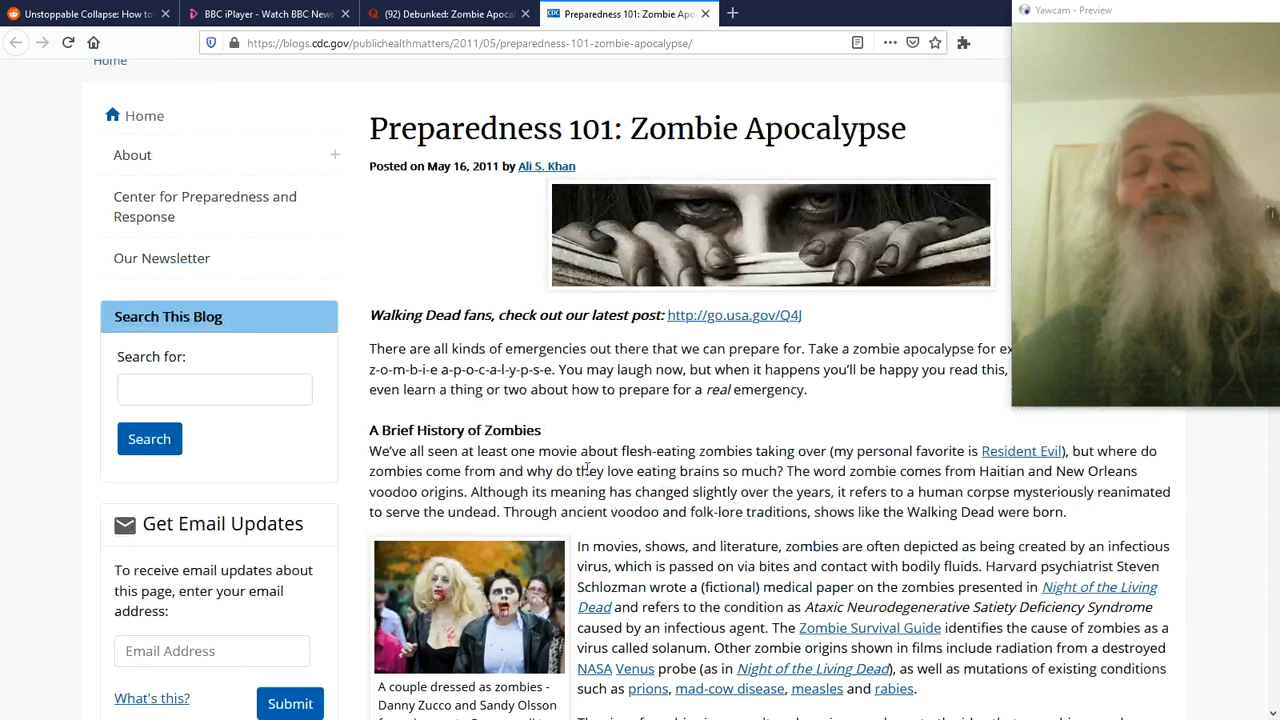 Unstoppable Collapse: How to
BBC iPlayer - Watch BBC News
(92) Debunked: Zombie Apocal
Preparedness 101: Zombie Apo
Yawcam - Preview
https://blogs.cdc.gov/publichealthmatters/2011/05/preparedness-101-zombie-apocalypse/
Home
Home
About
Center for Preparedness and
Response
Our Newsletter
Search This Blog
Search for:
Search
Get Email Updates
To receive email updates about
this page, enter your email
address:
Email Address
What's this?
Submit
Preparedness 101: Zombie Apocalypse
Posted on May 16, 2011 by Ali S. Khan
Walking Dead fans, check out our latest post: http://go.usa.gov/Q4J
There are all kinds of emergencies out there that we can prepare for. Take a zombie apocalypse for ex
z-o-m-b-i-e a-p-o-c-a-l-y-p-s-e. You may laugh now, but when it happens you'll be happy you read this,
even learn a thing or two about how to prepare for a real emergency.
A Brief History of Zombies
We've all seen at least one movie about flesh-eating zombies taking over (my personal favorite is Resident Evil), but where do
zombies come from and why do they love eating brains so much? The word zombie comes from Haitian and New Orleans
voodoo origins. Although its meaning has changed slightly over the years, it refers to a human corpse mysteriously reanimated
to serve the undead. Through ancient voodoo and folk-lore traditions, shows like the Walking Dead were born.
In movies, shows, and literature, zombies are often depicted as being created by an infectious
virus, which is passed on via bites and contact with bodily fluids. Harvard psychiatrist Steven
Schlozman wrote a (fictional) medical paper on the zombies presented in Night of the Living
Dead and refers to the condition as Ataxic Neurodegenerative Satiety Deficiency Syndrome
caused by an infectious agent. The Zombie Survival Guide identifies the cause of zombies as a
virus called solanum. Other zombie origins shown in films include radiation from a destroyed
NASA Venus probe (as in Night of the Living Dead), as well as mutations of existing conditions
such as prions, mad-cow disease, measles and rabies.
A couple dressed as zombies -
Danny Zucco and Sandy Olsson